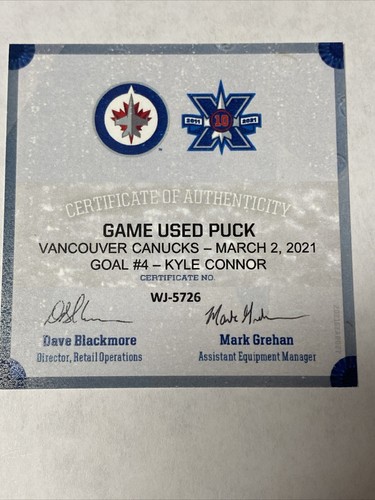 2011 10 2021
CERTIFICATE OF AUTHENTICITY
GAME USED PUCK
VANCOUVER CANUCKS – MARCH 2, 2021
GOAL #4 – KYLE CONNOR
CERTIFICATE NO.
WJ-5726
Dave Blackmore
Director, Retail Operations
Mark Grehan
Assistant Equipment Manager